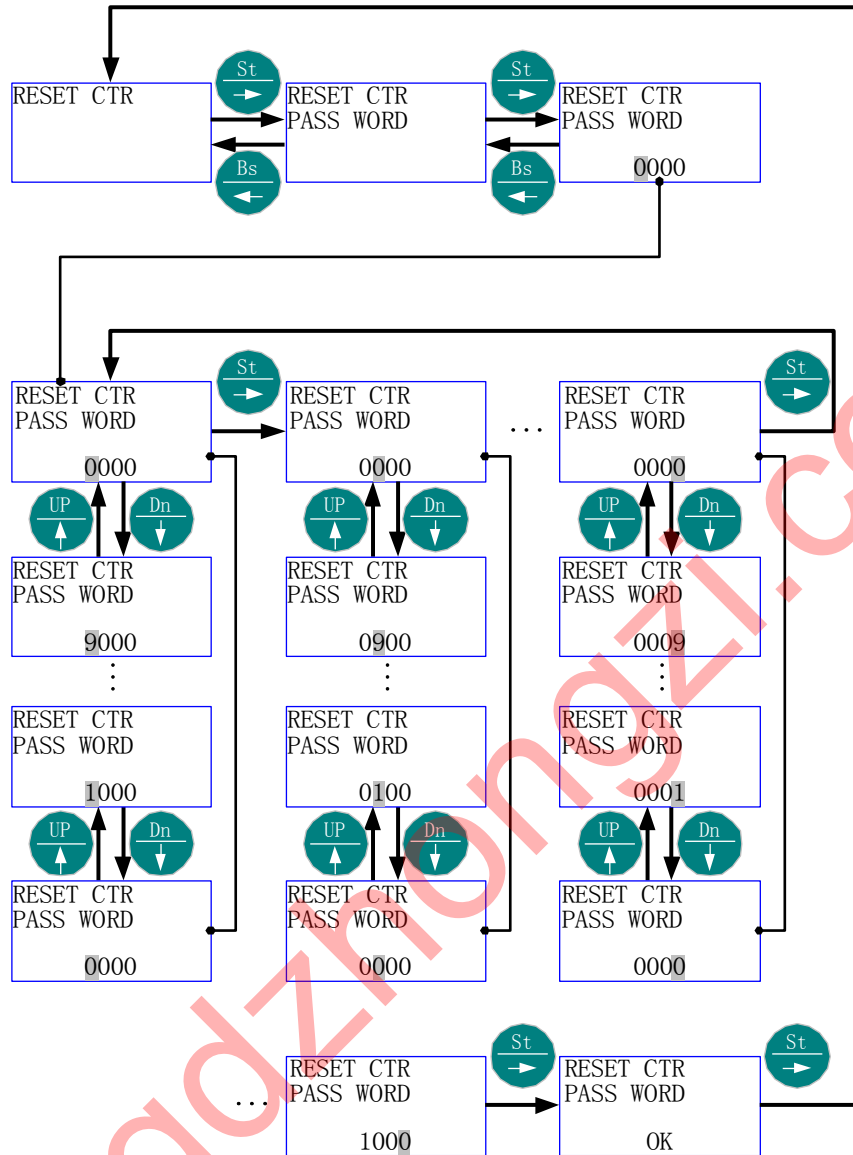 St
St
RESET CTR
RESET CTR
PASS WORD
RESET CTR
PASS WORD
0000
Bs
Bs
St
St
RESET CTR
PASS WORD
0000
RESET CTR
PASS WORD
0000
...
RESET CTR
PASS WORD
0000
UP
Dn
UP
Dn
UP
Dn
RESET CTR
PASS WORD
9000
RESET CTR
PASS WORD
0900
RESET CTR
PASS WORD
0009
RESET CTR
PASS WORD
1000
RESET CTR
PASS WORD
0100
RESET CTR
PASS WORD
0001
UP
Dn
UP
Dn
UP
Dn
RESET CTR
PASS WORD
0000
RESET CTR
PASS WORD
0000
RESET CTR
PASS WORD
0000
St
St
...
RESET CTR
PASS WORD
1000
RESET CTR
PASS WORD
OK
gdzhongzi.co